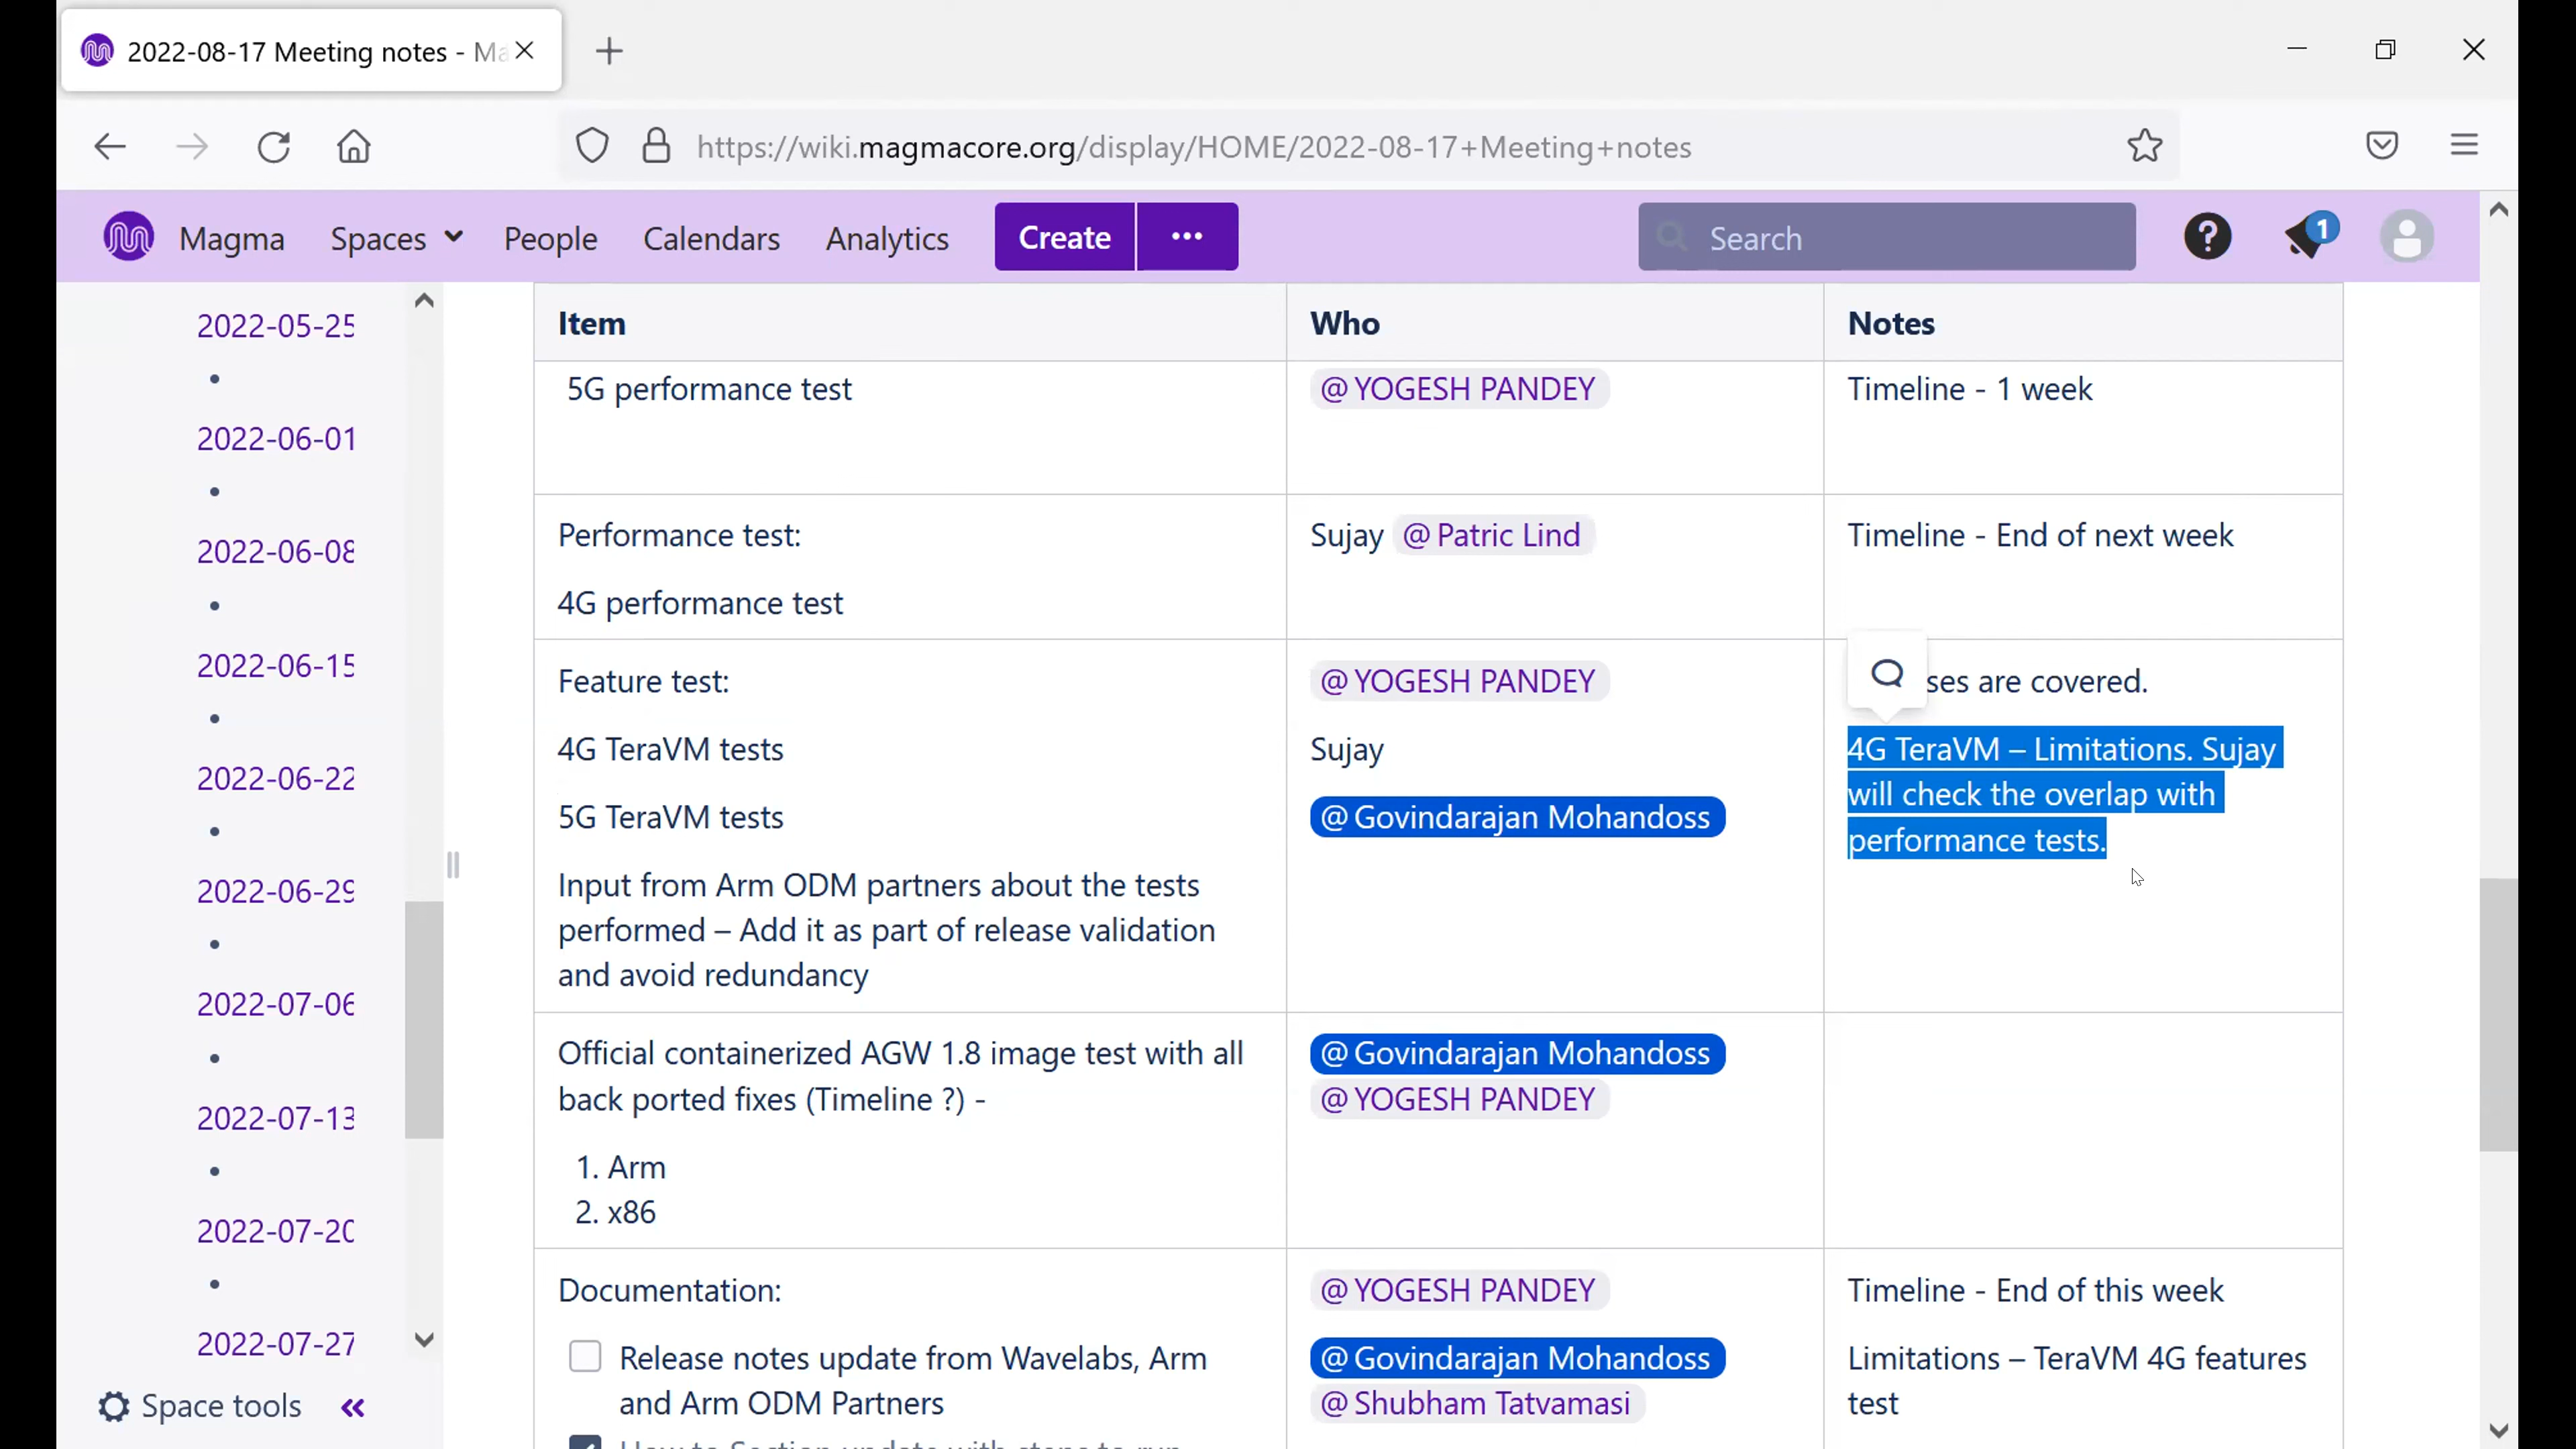 2022-08-17 Meeting notes - Ma
https://wiki.magmacore.org/display/HOME/2022-08-17+Meeting+notes
Magma Spaces People Calendars Analytics Create ••• Search ? 1
2022-05-25
2022-06-01
2022-06-08
2022-06-15
2022-06-22
2022-06-29
2022-07-06
2022-07-13
2022-07-20
2022-07-27
Space tools
Item Who Notes
5G performance test
@YOGESH PANDEY
Timeline - 1 week
Performance test:
4G performance test
Sujay @Patric Lind
Timeline - End of next week
Feature test:
4G TeraVM tests
5G TeraVM tests
Input from Arm ODM partners about the tests
performed – Add it as part of release validation
and avoid redundancy
@YOGESH PANDEY
Sujay
@Govindarajan Mohandoss
are covered.
4G TeraVM – Limitations. Sujay
will check the overlap with
performance tests.
Official containerized AGW 1.8 image test with all
back ported fixes (Timeline ?) -
1. Arm
2. x86
@Govindarajan Mohandoss
@YOGESH PANDEY
Documentation:
Release notes update from Wavelabs, Arm
and Arm ODM Partners
@YOGESH PANDEY
@Govindarajan Mohandoss
@Shubham Tatvamasi
Timeline - End of this week
Limitations – TeraVM 4G features
test